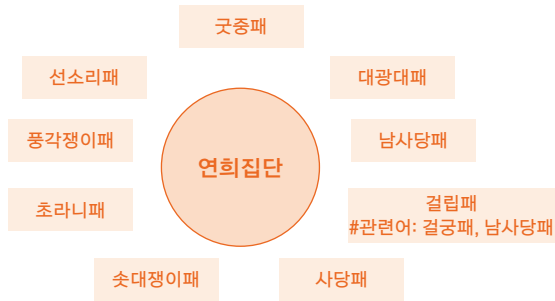 굿중패
선소리패
대광대패
풍각쟁이패
연희집단
남사당패
초라니패
걸립패
#관련어: 걸궁패, 남사당패
솟대쟁이패
사당패